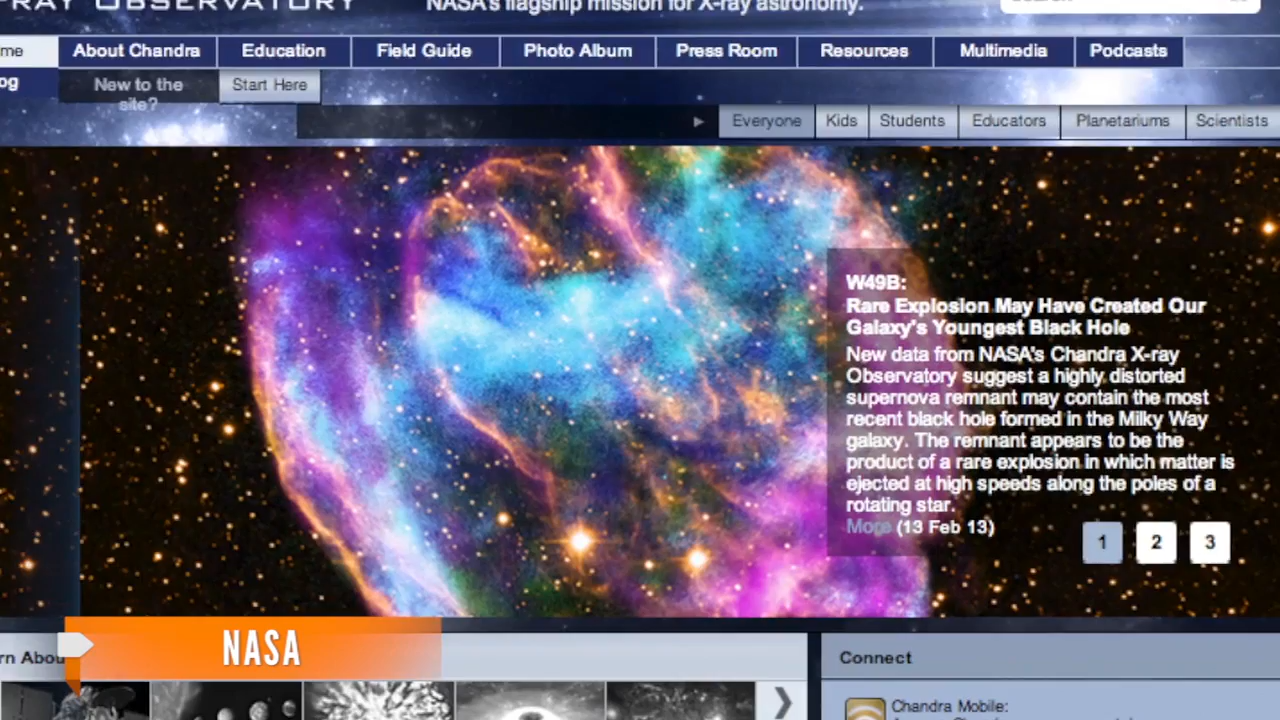 RAY OBSERVATORY
NASA's flagship mission for X-ray astronomy.
me
About Chandra
Education
Field Guide
Photo Album
Press Room
Resources
Multimedia
Podcasts
og
New to the
site?
Start Here
Everyone
Kids
Students
Educators
Planetariums
Scientists
W49B:
Rare Explosion May Have Created Our
Galaxy's Youngest Black Hole
New data from NASA's Chandra X-ray
Observatory suggest a highly distorted
supernova remnant may contain the most
recent black hole formed in the Milky Way
galaxy. The remnant appears to be the
product of a rare explosion in which matter is
ejected at high speeds along the poles of a
rotating star.
More (13 Feb 13)
1
2
3
NASA
rn Abou
Connect
Chandra Mobile: